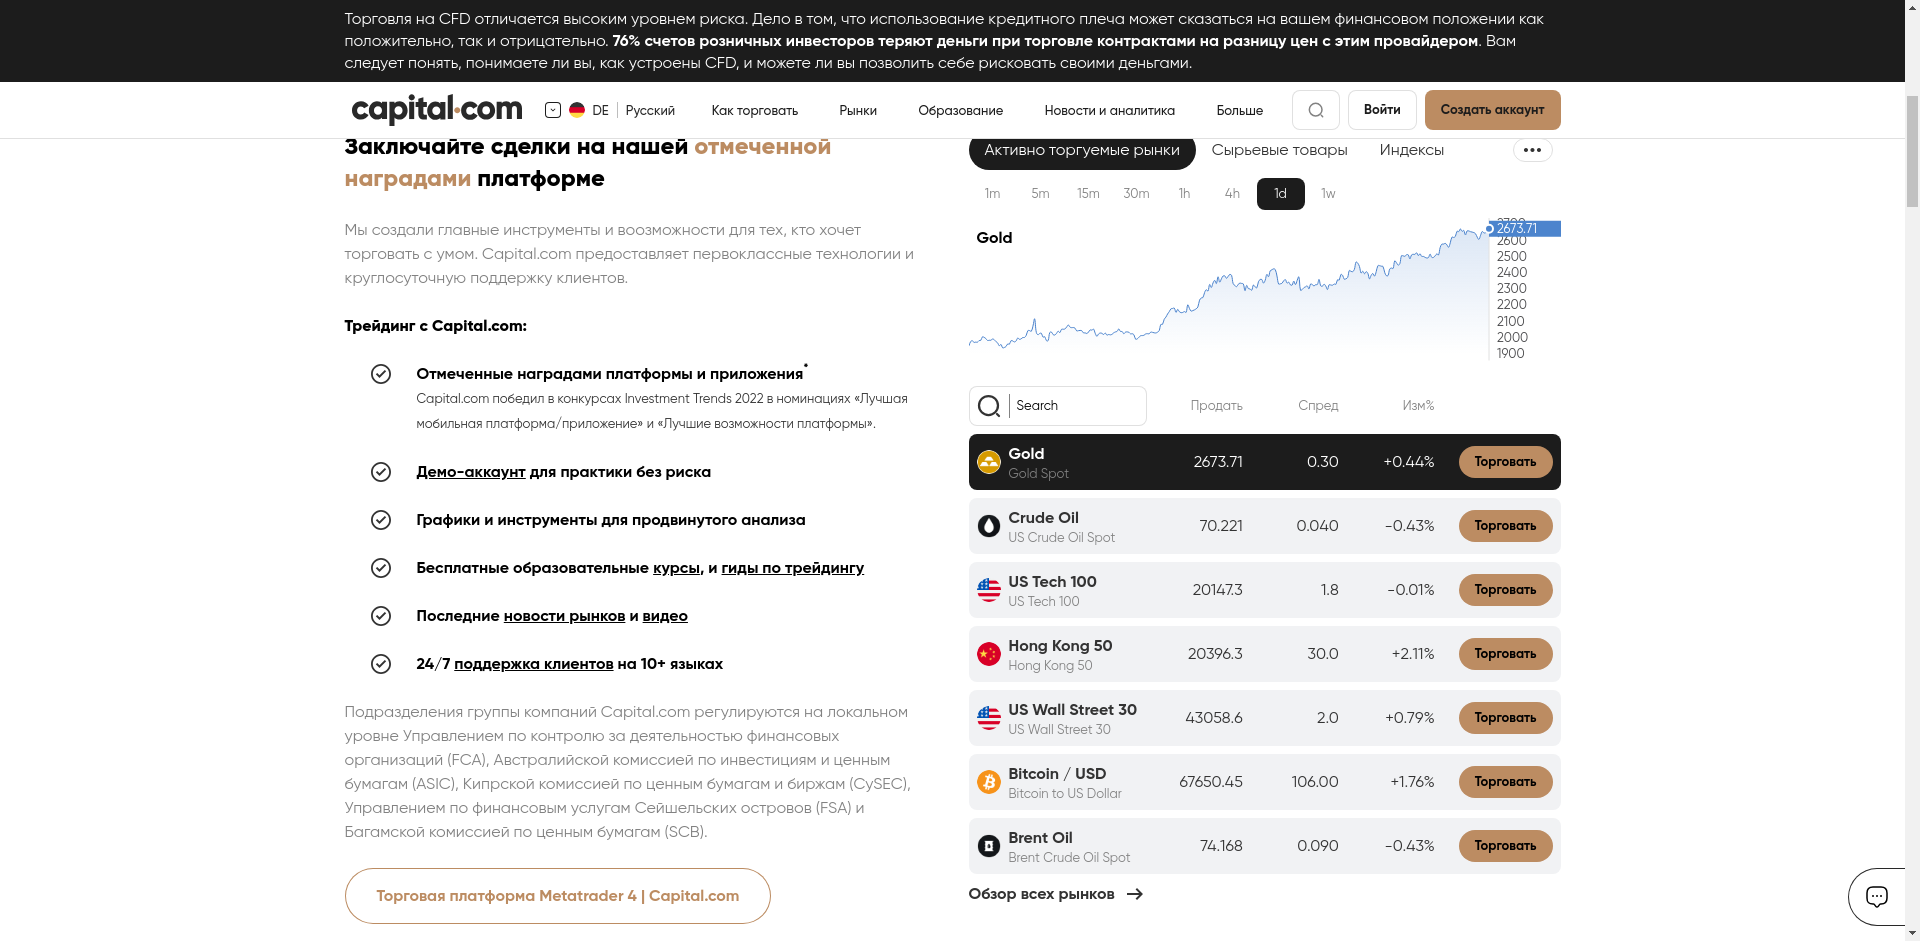 Торговля на CFD отличается высоким уровнем риска. Дело в том, что использование кредитного плеча может сказаться на вашем финансовом положении как
положительно, так и отрицательно. 76% счетов розничных инвесторов теряют деньги при торговле контрактами на разницу цен с этим провайдером. Вам
следует понять, понимаете ли вы, как устроены CFD, и можете ли вы позволить себе рисковать своими деньгами.
capital.com DE Русский Как торговать Рынки Образование Новости и аналитика Больше Войти Создать аккаунт
Заключайте сделки на нашей отмеченной
наградами платформе
Мы создали главные инструменты и воозможности для тех, кто хочет
торговать с умом. Capital.com предоставляет первоклассные технологии и
круглосуточную поддержку клиентов.
Трейдинг с Capital.com:
Отмеченные наградами платформы и приложения*
Capital.com победил в конкурсах Investment Trends 2022 в номинациях «Лучшая
мобильная платформа/приложение» и «Лучшие возможности платформы».
Демо-аккаунт для практики без риска
Графики и инструменты для продвинутого анализа
Бесплатные образовательные курсы, и гиды по трейдингу
Последние новости рынков и видео
24/7 поддержка клиентов на 10+ языках
Подразделения группы компаний Capital.com регулируются на локальном
уровне Управлением по контролю за деятельностью финансовых
организаций (FCA), Австралийской комиссией по инвестициям и ценным
бумагам (ASIC), Кипрской комиссией по ценным бумагам и биржам (CySEC),
Управлением по финансовым услугам Сейшельских островов (FSA) и
Багамской комиссией по ценным бумагам (SCB).
Торговая платформа Metatrader 4 | Capital.com
Активно торгуемые рынки Сырьевые товары Индексы
1m 5m 15m 30m 1h 4h 1d 1w
Gold
2700
2673.71
2600
2500
2400
2300
2200
2100
2000
1900
Search Продать Спред Изм%
Gold
Gold Spot
2673.71 0.30 +0.44% Торговать
Crude Oil
US Crude Oil Spot
70.221 0.040 -0.43% Торговать
US Tech 100
US Tech 100
20147.3 1.8 -0.01% Торговать
Hong Kong 50
Hong Kong 50
20396.3 30.0 +2.11% Торговать
US Wall Street 30
US Wall Street 30
43058.6 2.0 +0.79% Торговать
Bitcoin / USD
Bitcoin to US Dollar
67650.45 106.00 +1.76% Торговать
Brent Oil
Brent Crude Oil Spot
74.168 0.090 -0.43% Торговать
Обзор всех рынков